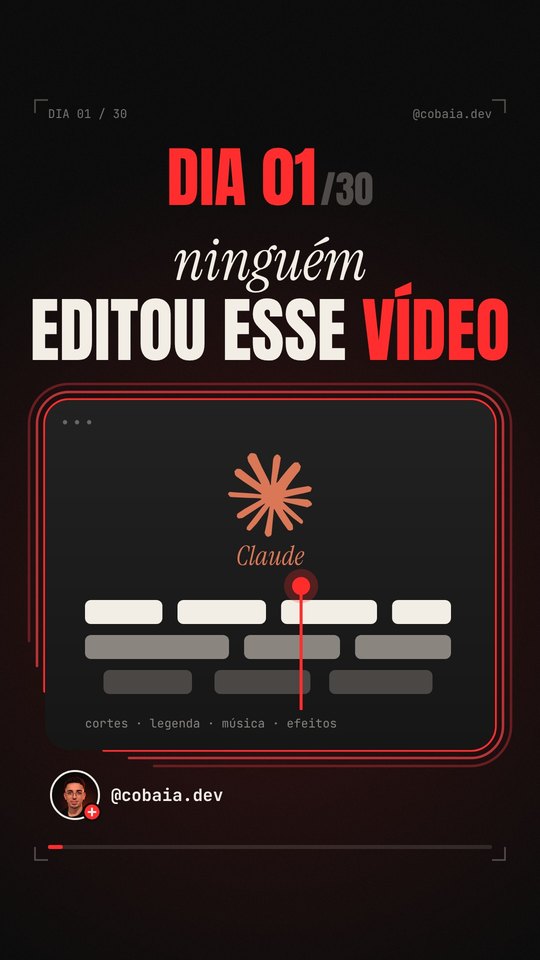 DIA 01 / 30
@cobaia.dev
DIA 01/30
ninguém
EDITOU ESSE VÍDEO
Claude
cortes · legenda · música · efeitos
@cobaia.dev